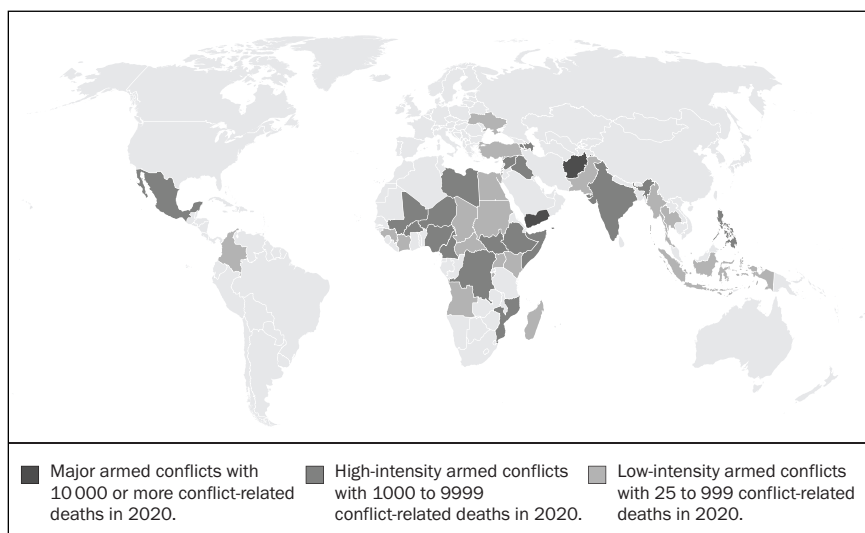 Major armed conflicts with
10 000 or more conflict-related
deaths in 2020.
High-intensity armed conflicts
with 1000 to 9999
conflict-related deaths in 2020.
Low-intensity armed conflicts
with 25 to 999 conflict-related
deaths in 2020.